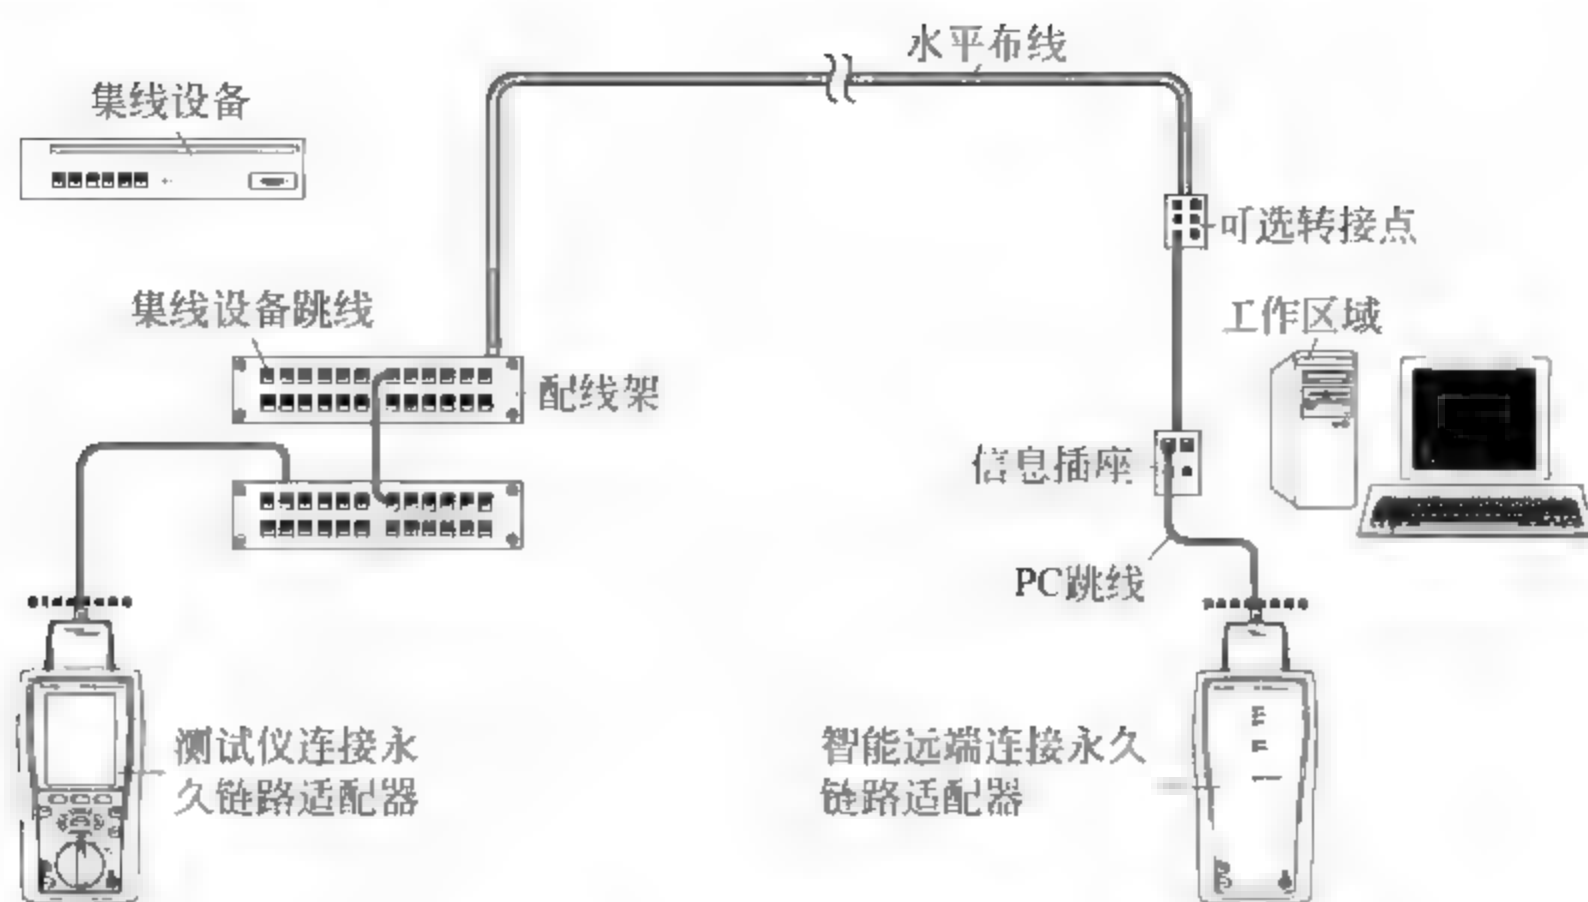 水平布线
集线设备
可选转接点
集线设备跳线
工作区域
配线架
信息插座
PC跳线
测试仪连接永
久链路适配器
智能远端连接永久
链路适配器